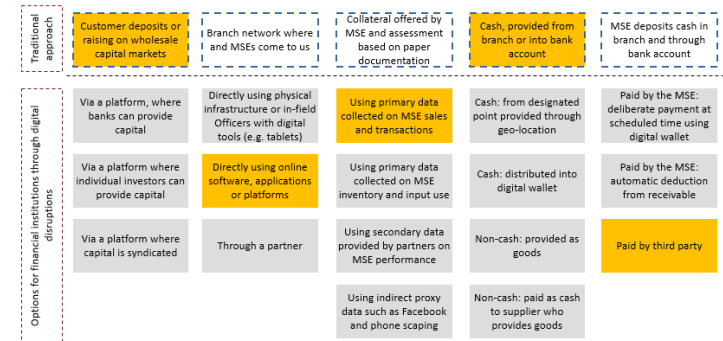 Traditional
approach
Customer deposits or
raising on wholesale
capital markets
Branch network where
and MSEs come to us
Collateral offered by
MSE and assessment
based on paper
documentation
Cash, provided from
branch or into bank
account
MSE deposits cash in
branch and through
bank account
Options for financial institutions through digital
disruptions
Via a platform, where
banks can provide
capital
Directly using physical
infrastructure or in-field
Officers with digital
tools (e.g. tablets)
Using primary data
collected on MSE sales
and transactions
Cash: from designated
point provided through
geo-location
Paid by the MSE:
deliberate payment at
scheduled time using
digital wallet
Via a platform where
individual investors can
provide capital
Directly using online
software, applications
or platforms
Using primary data
collected on MSE
inventory and input use
Cash: distributed into
digital wallet
Paid by the MSE:
automatic deduction
from receivable
Via a platform where
capital is syndicated
Through a partner
Using secondary data
provided by partners on
MSE performance
Non-cash: provided as
goods
Paid by third party
Using indirect proxy
data such as Facebook
and phone scaping
Non-cash: paid as cash
to supplier who
provides goods